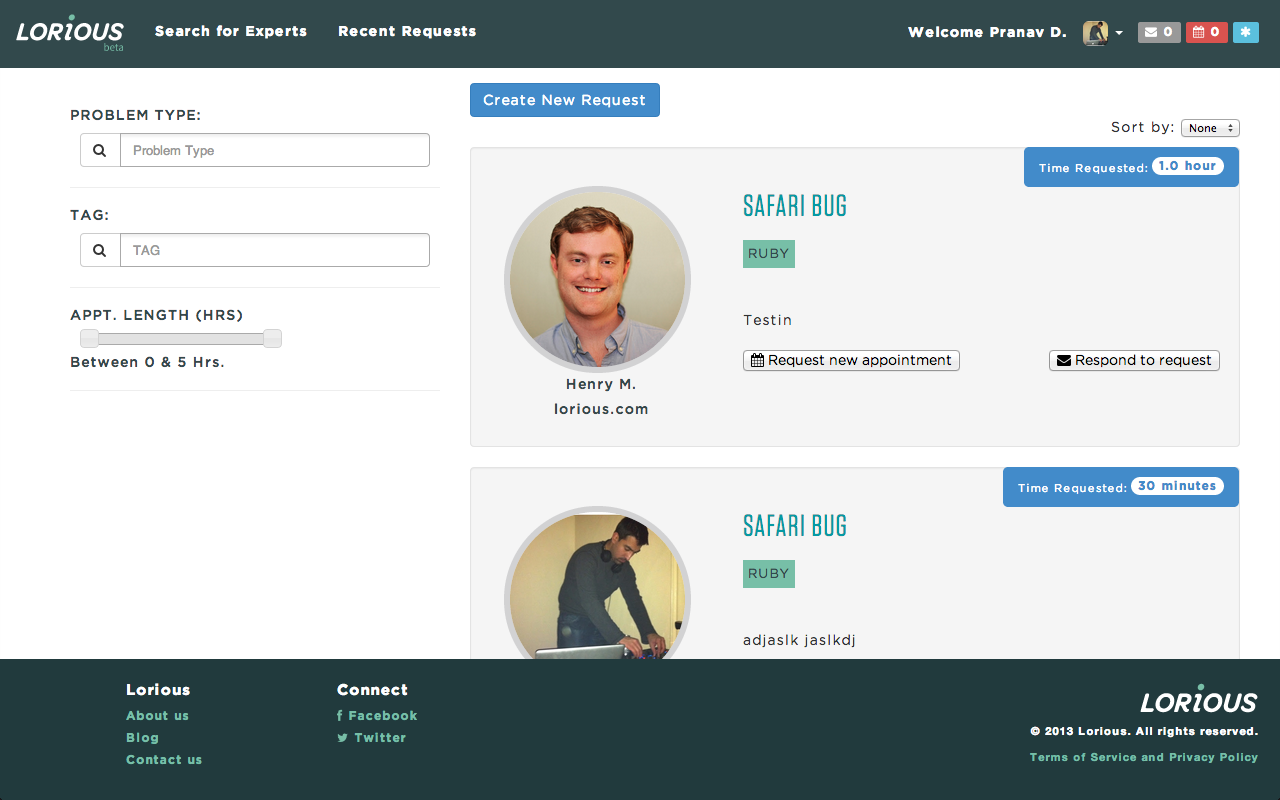 LORIOUS
beta
Search for Experts
Recent Requests
Welcome Pranav D.
0
0
PROBLEM TYPE:
Problem Type
TAG:
TAG
APPT. LENGTH (HRS)
Between 0 & 5 Hrs.
Create New Request
Sort by: None
Time Requested: 1.0 hour
SAFARI BUG
RUBY
Testin
Request new appointment
Respond to request
Henry M.
lorious.com
Time Requested: 30 minutes
SAFARI BUG
RUBY
adjaslk jaslkdj
Lorious
About us
Blog
Contact us
Connect
Facebook
Twitter
LORIOUS
© 2013 Lorious. All rights reserved.
Terms of Service and Privacy Policy